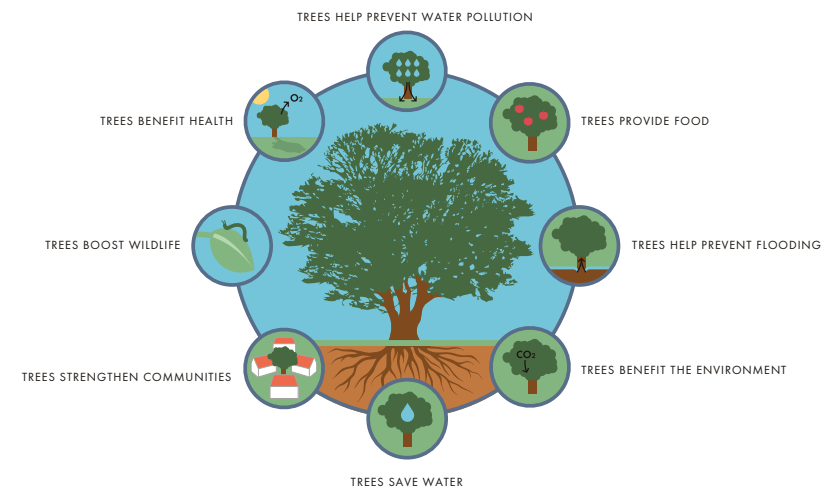 TREES HELP PREVENT WATER POLLUTION
O₂
TREES BENEFIT HEALTH
TREES PROVIDE FOOD
TREES BOOST WILDLIFE
TREES HELP PREVENT FLOODING
CO₂
TREES STRENGTHEN COMMUNITIES
TREES BENEFIT THE ENVIRONMENT
TREES SAVE WATER